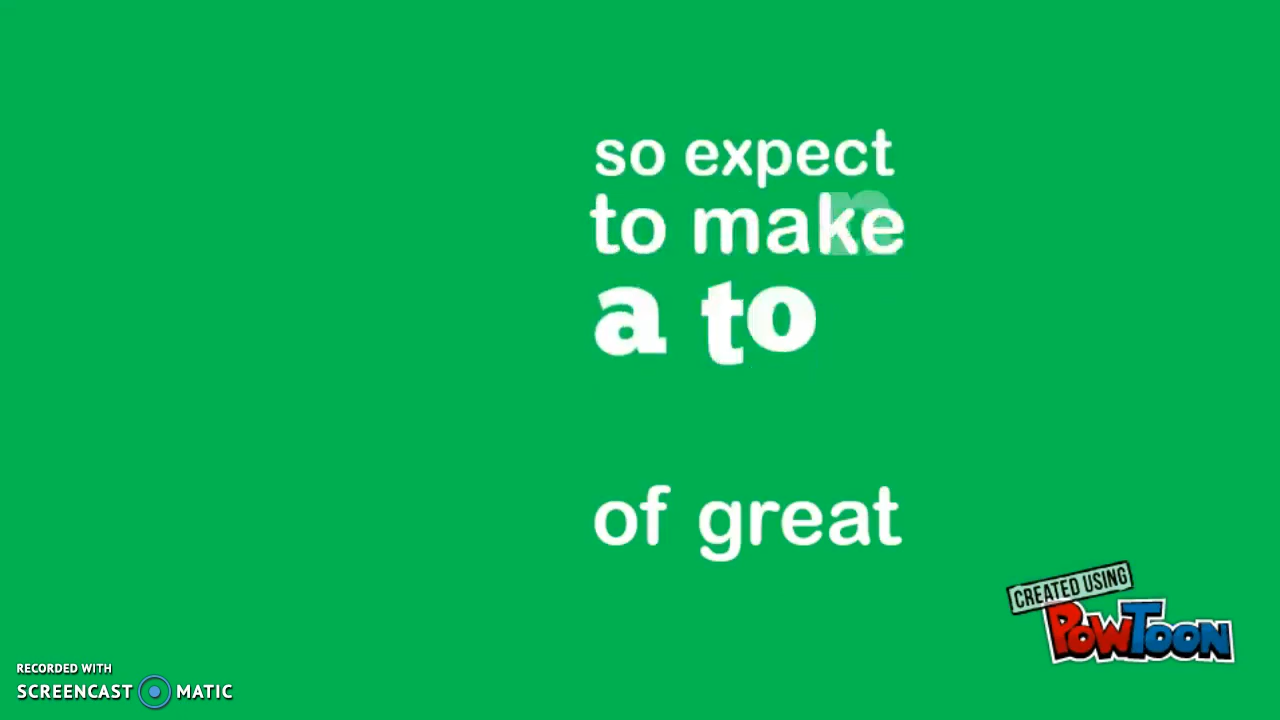 so expect
to make
a to
n
of great
CREATED USING
POWTOON
RECORDED WITH
SCREENCAST MATIC